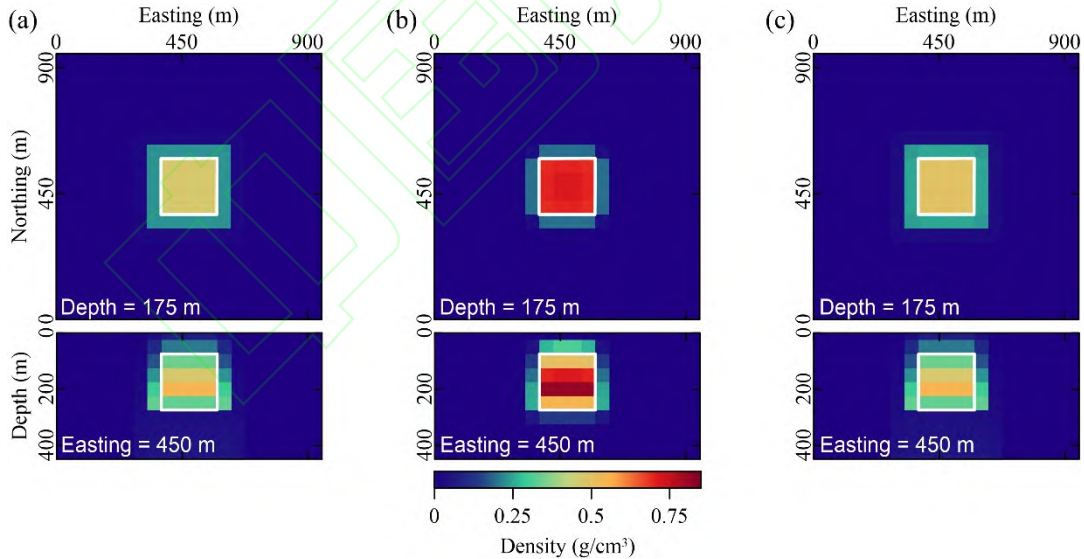 (a) Easting (m) (b) Easting (m) (c) Easting (m)
0 450 900 0 450 900 0 450 900
Northing (m)
900
450
0
Depth = 175 m
900
450
0
Depth = 175 m
900
450
0
Depth = 175 m
Depth (m)
0
200
400
Easting = 450 m
0
200
400
Easting = 450 m
0
200
400
Easting = 450 m
0 0.25 0.5 0.75
Density (g/cm³)